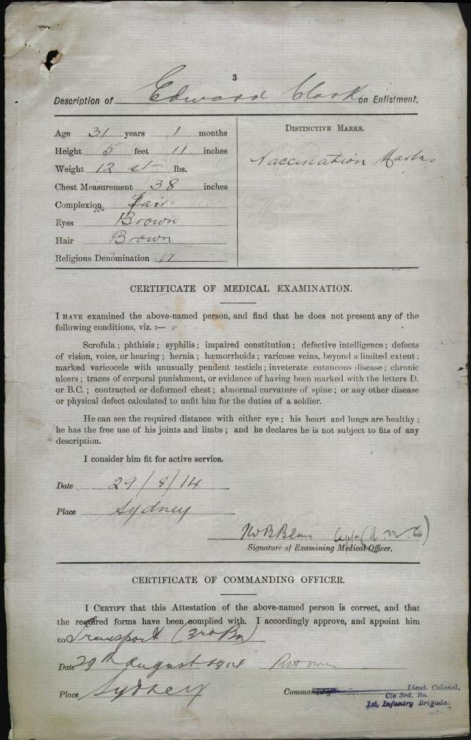 3
Description of Edward Clark on Enlistment.
Age 31 years 1 months
Height 5 feet 11 inches
Weight 12 st lbs.
Chest Measurement 38 inches
Complexion fair
Eyes Brown
Hair Brown
Religious Denomination
DISTINCTIVE MARKS.
Vaccination Marks
CERTIFICATE OF MEDICAL EXAMINATION.
I HAVE examined the above-named person, and find that he does not present any of the
following conditions, viz.:—
Scrofula; phthisis; syphilis; impaired constitution; defective intelligence; defects
of vision, voice, or hearing; hernia; hæmorrhoids; varicose veins, beyond a limited extent;
marked varicocele with unusually pendent testicle; inveterate cutaneous disease; chronic
ulcers; traces of corporal punishment, or evidence of having been marked with the letters D.
or B.C.; contracted or deformed chest; abnormal curvature of spine; or any other disease
or physical defect calculated to unfit him for the duties of a soldier.
He can see the required distance with either eye; his heart and lungs are healthy;
he has the free use of his joints and limbs; and he declares he is not subject to fits of any
description.
I consider him fit for active service.
Date 29/8/14
Place Sydney
Signature of Examining Medical Officer.
CERTIFICATE OF COMMANDING OFFICER.
I CERTIFY that this Attestation of the above-named person is correct, and that
the required forms have been complied with. I accordingly approve, and appoint him
to Transport (3rd Bn)
Date 29th August 1914
Place Sydney
Lieut Colonel,
C/o 3rd. Bn.
1st Infantry Brigade.